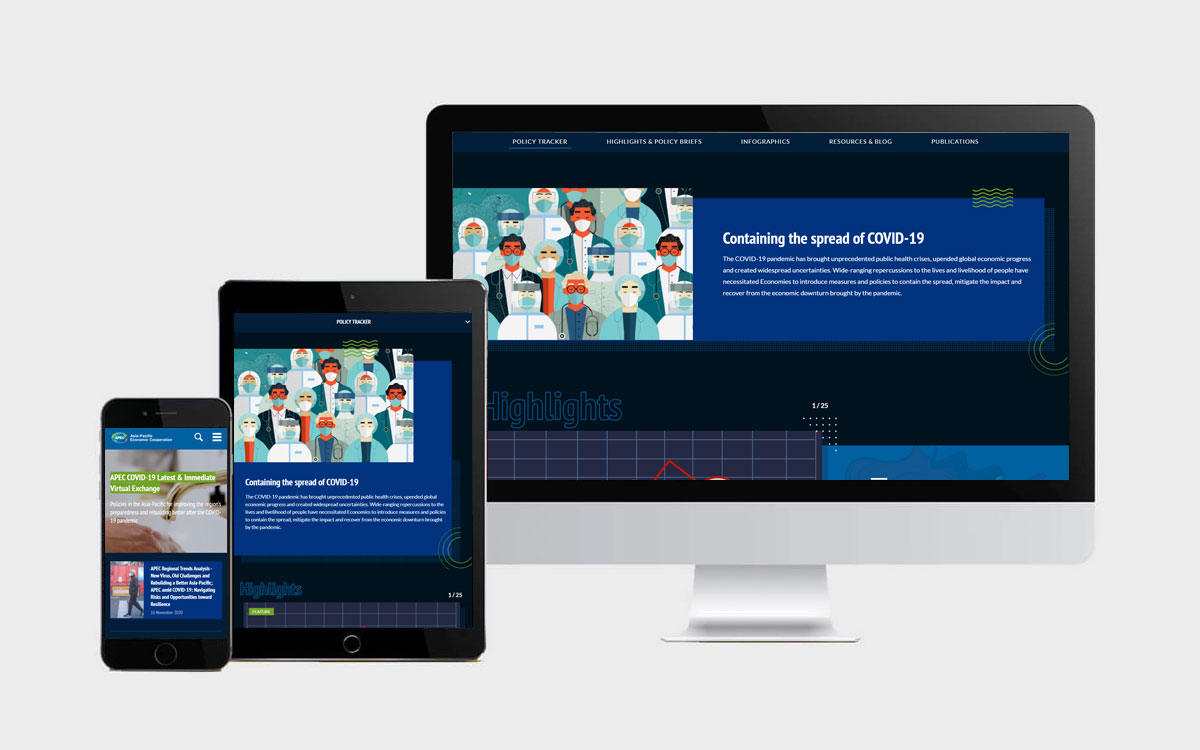 POLICY TRACKER
HIGHLIGHTS & POLICY BRIEFS
INFOGRAPHICS
RESOURCES & BLOG
PUBLICATIONS
Containing the spread of COVID-19
The COVID-19 pandemic has brought unprecedented public health crises, upended global economic progress
and created widespread uncertainties. Wide-ranging repercussions to the lives and livelihood of people have
necessitated Economies to introduce measures and policies to contain the spread, mitigate the impact and
recover from the economic downturn brought by the pandemic.
Highlights
1 / 25
POLICY TRACKER
Containing the spread of COVID-19
The COVID-19 pandemic has brought unprecedented public health crises, upended global
economic progress and created widespread uncertainties. Wide-ranging repercussions to the
lives and livelihood of people have necessitated Economies to introduce measures and policies
to contain the spread, mitigate the impact and recover from the economic downturn brought
by the pandemic.
Highlights
1 / 25
FEATURE
APEC
Asia-Pacific
Economic Cooperation
APEC COVID-19 Latest & Immediate
Virtual Exchange
Policies in the Asia-Pacific for improving the region's
preparedness and rebuilding better after the COVID-
19 pandemic
APEC Regional Trends Analysis -
New Virus, Old Challenges and
Rebuilding a Better Asia-Pacific;
APEC amid COVID-19: Navigating
Risks and Opportunities toward
Resilience
16 November 2020